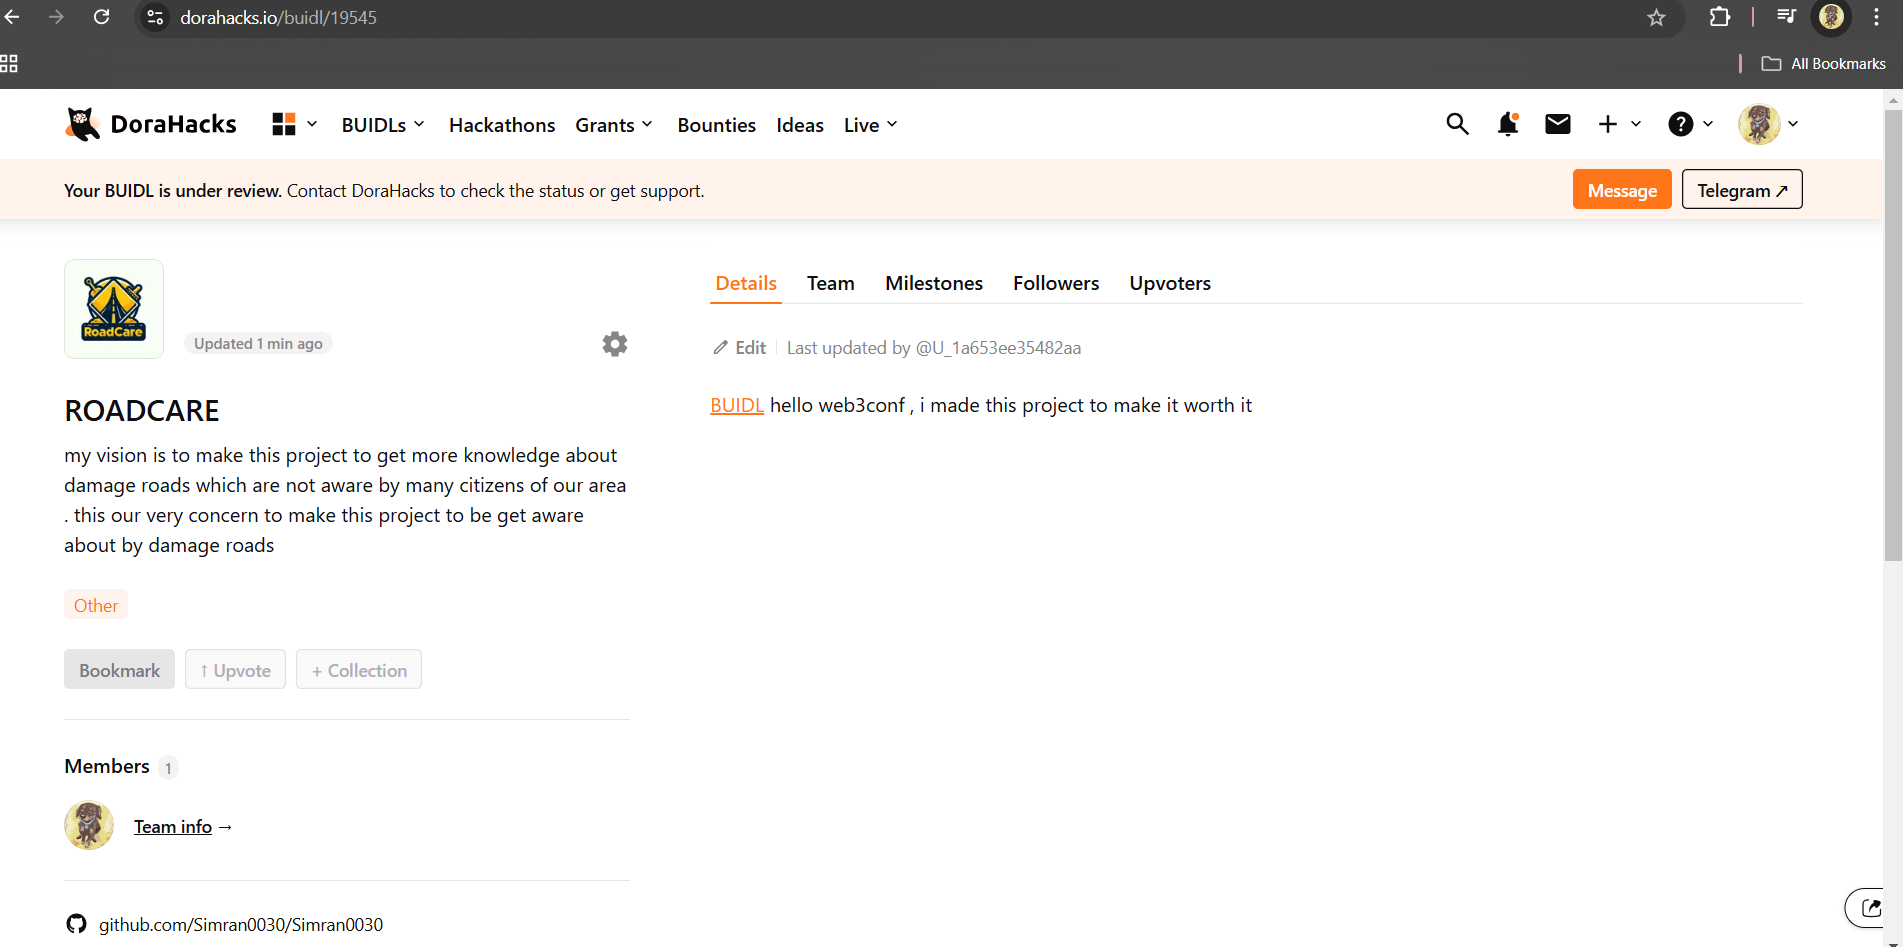 dorahacks.io/buidl/19545
All Bookmarks
DoraHacks BUIDLs Hackathons Grants Bounties Ideas Live
Your BUIDL is under review. Contact DoraHacks to check the status or get support. Message Telegram ↗
RoadCare
Updated 1 min ago
Details Team Milestones Followers Upvoters
Edit Last updated by @U_1a653ee35482aa
BUIDL hello web3conf , i made this project to make it worth it
ROADCARE
my vision is to make this project to get more knowledge about
damage roads which are not aware by many citizens of our area
. this our very concern to make this project to be get aware
about by damage roads
Other
Bookmark ↑ Upvote + Collection
Members 1
Team info →
github.com/Simran0030/Simran0030